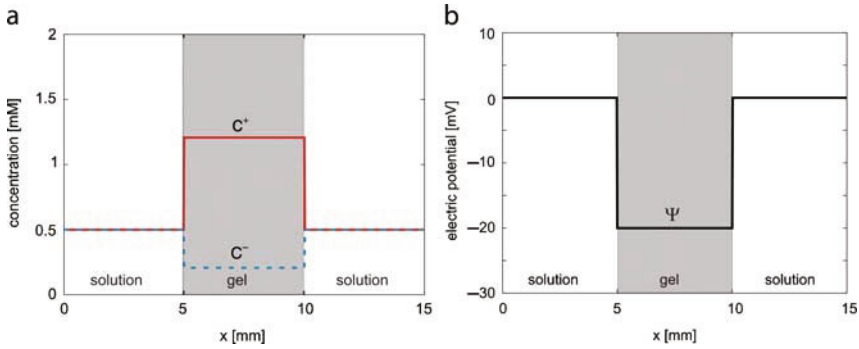 a
concentration [mM]
2
1.5
1
0.5
0
C⁺
C⁻
solution
gel
solution
0
5
10
15
x [mm]
b
electric potential [mV]
10
0
−10
−20
−30
Ψ
solution
gel
solution
0
5
10
15
x [mm]